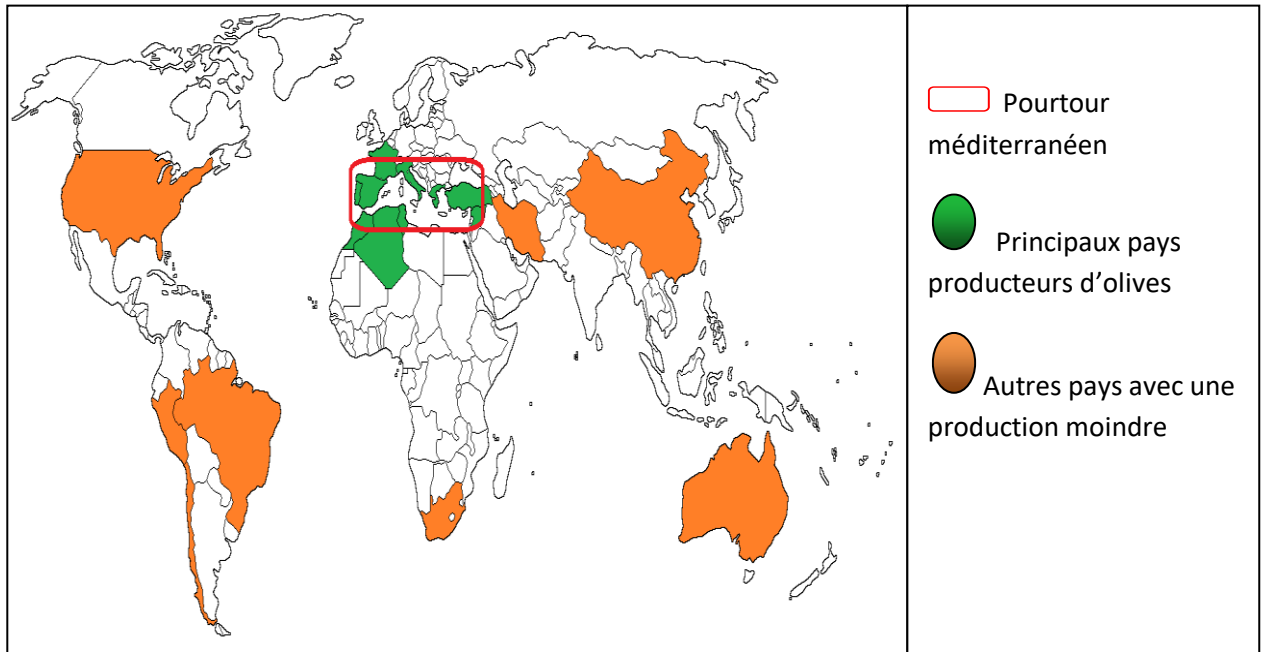 Pourtour
méditerranéen
Principaux pays
producteurs d’olives
Autres pays avec une
production moindre